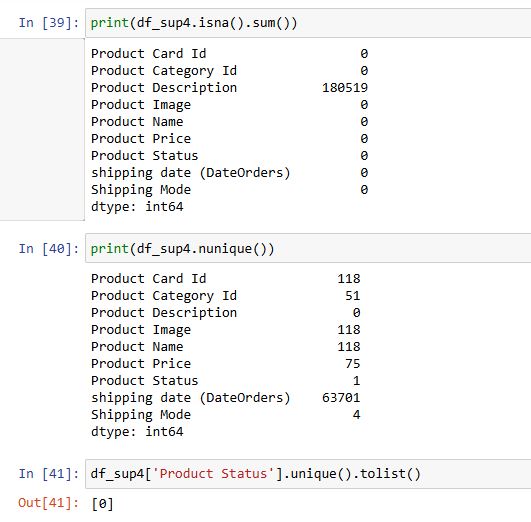 In [39]: print(df_sup4.isna().sum())
Product Card Id                     0
Product Category Id                 0
Product Description            180519
Product Image                       0
Product Name                        0
Product Price                       0
Product Status                      0
shipping date (DateOrders)          0
Shipping Mode                       0
dtype: int64
In [40]: print(df_sup4.nunique())
Product Card Id                  118
Product Category Id               51
Product Description                0
Product Image                    118
Product Name                     118
Product Price                     75
Product Status                     1
shipping date (DateOrders)     63701
Shipping Mode                      4
dtype: int64
In [41]: df_sup4['Product Status'].unique().tolist()
Out[41]: [0]